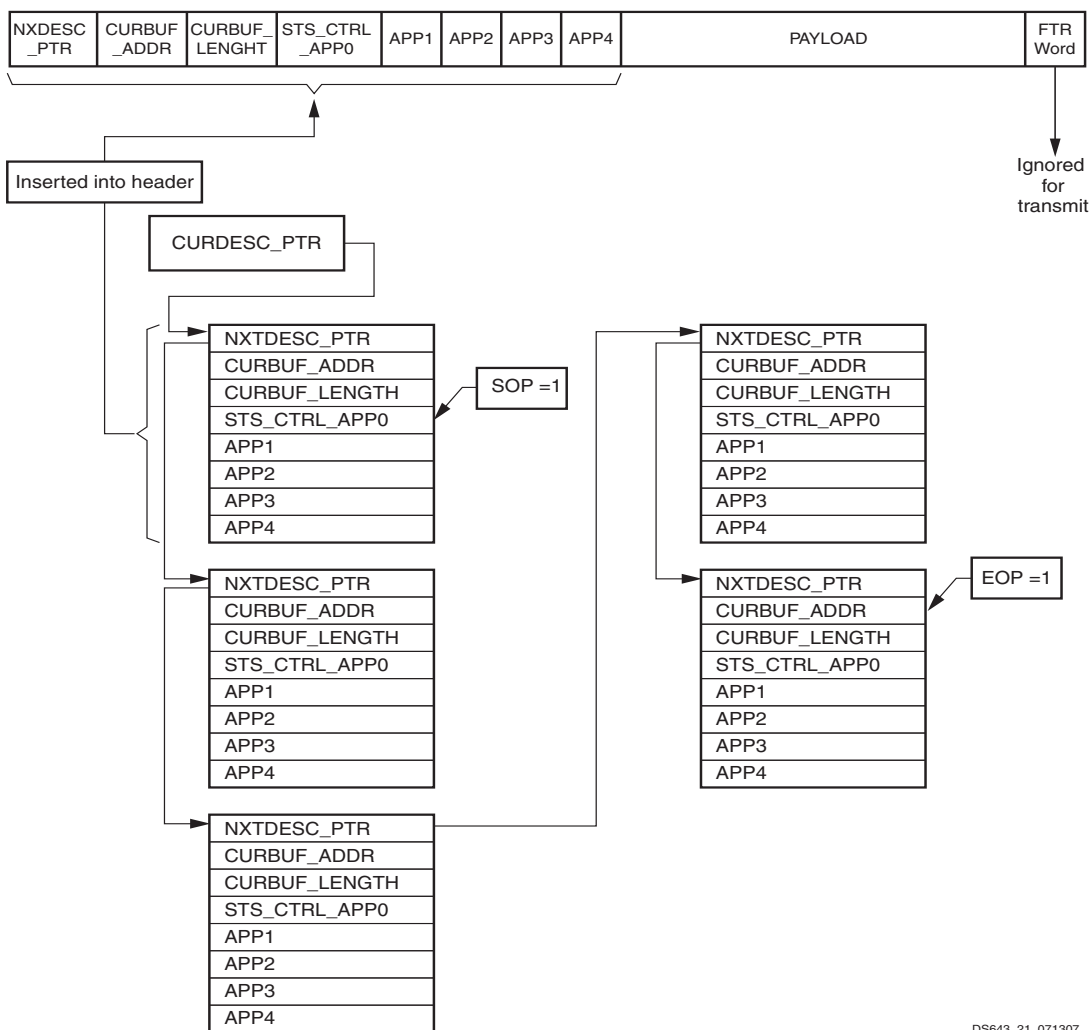 NXDESC
_PTR
CURBUF
_ADDR
CURBUF_
LENGHT
STS_CTRL
_APP0
APP1
APP2
APP3
APP4
PAYLOAD
FTR
Word
Inserted into header
Ignored
for
transmit
CURDESC_PTR
NXTDESC_PTR
CURBUF_ADDR
CURBUF_LENGTH
STS_CTRL_APP0
APP1
APP2
APP3
APP4
SOP =1
NXTDESC_PTR
CURBUF_ADDR
CURBUF_LENGTH
STS_CTRL_APP0
APP1
APP2
APP3
APP4
NXTDESC_PTR
CURBUF_ADDR
CURBUF_LENGTH
STS_CTRL_APP0
APP1
APP2
APP3
APP4
NXTDESC_PTR
CURBUF_ADDR
CURBUF_LENGTH
STS_CTRL_APP0
APP1
APP2
APP3
APP4
NXTDESC_PTR
CURBUF_ADDR
CURBUF_LENGTH
STS_CTRL_APP0
APP1
APP2
APP3
APP4
EOP =1
DS643_21_071307